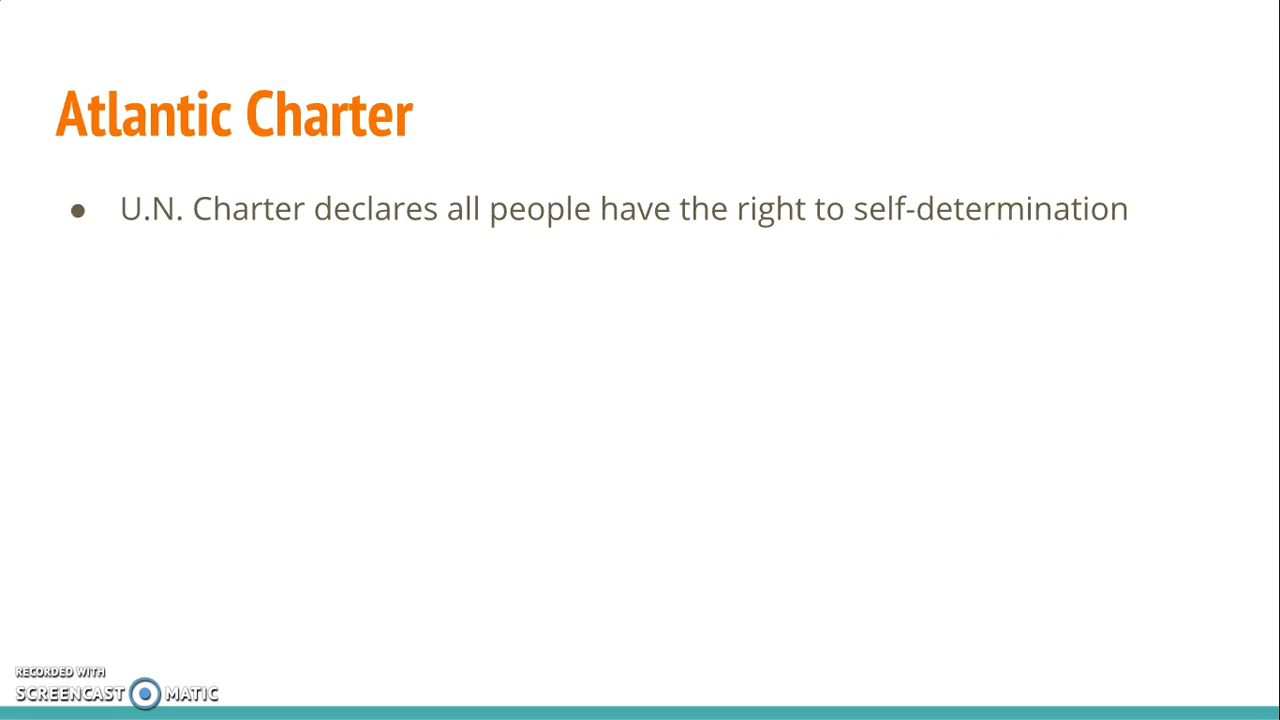 Atlantic Charter
● U.N. Charter declares all people have the right to self-determination
RECORDED WITH
SCREENCAST MATIC